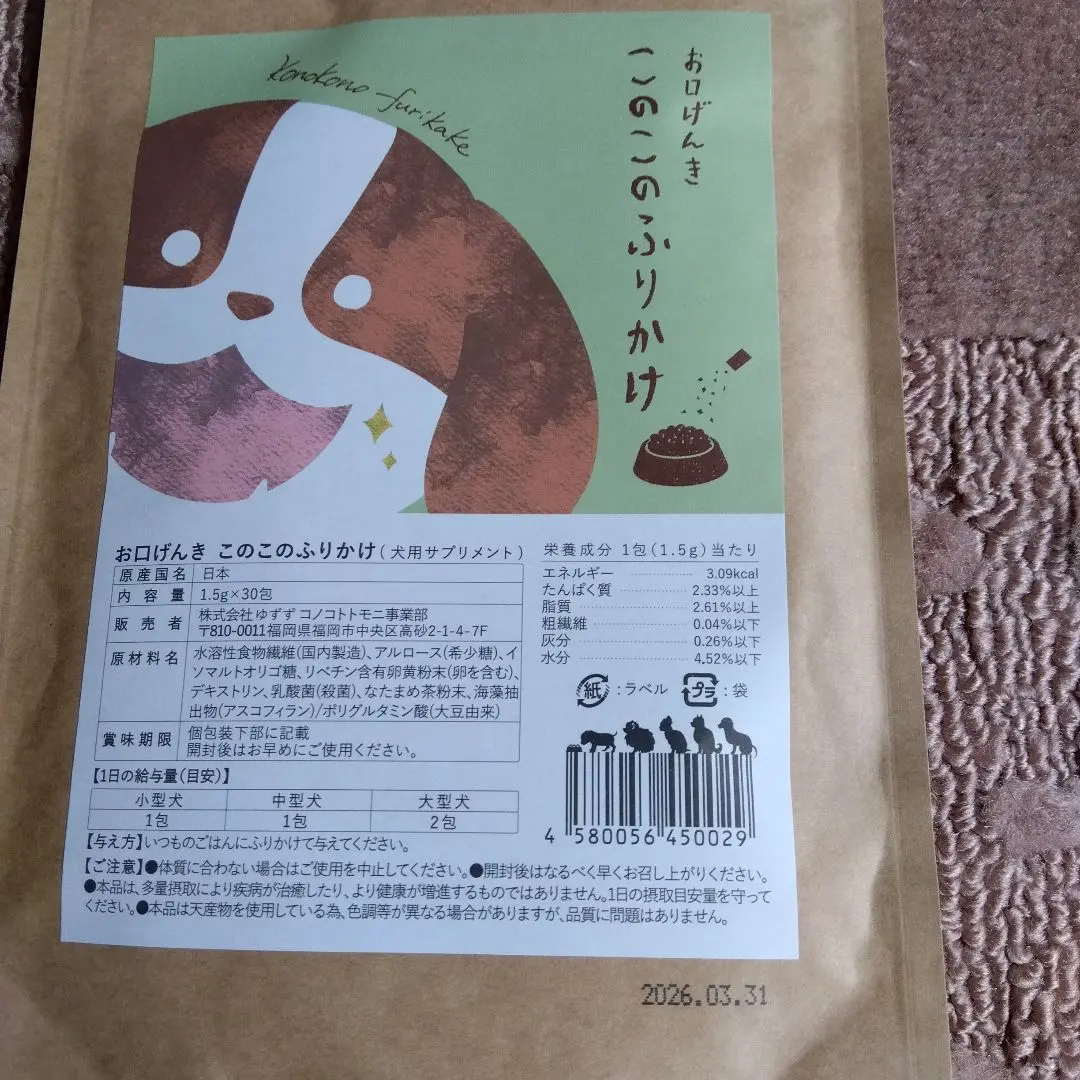 Konokono furikake
お口げんき
このこのふりかけ
お口げんき このこのふりかけ(犬用サプリメント)
原産国名 日本
内容量 1.5g×30包
販売者 株式会社ゆずず コノコトトモニ事業部
〒810-0011福岡県福岡市中央区高砂2-1-4-7F
原材料名 水溶性食物繊維(国内製造)、アルロース(希少糖)、イ
ソマルトオリゴ糖、リベチン含有卵黄粉末(卵を含む)、
デキストリン、乳酸菌(殺菌)、なたまめ茶粉末、海藻抽
出物(アスコフィラン)/ポリグルタミン酸(大豆由来)
賞味期限 個包装下部に記載
開封後はお早めにご使用ください。
【1日の給与量(目安)】
小型犬 中型犬 大型犬
1包 1包 2包
栄養成分 1包(1.5g)当たり
エネルギー 3.09kcal
たんぱく質 2.33%以上
脂質 2.61%以上
粗繊維 0.04%以下
灰分 0.26%以下
水分 4.52%以下
紙:ラベル プラ:袋
4 580056 450029
【与え方】いつものごはんにふりかけて与えてください。
【ご注意】●体質に合わない場合はご使用を中止してください。●開封後はなるべく早くお召し上がりください。
●本品は、多量摂取により疾病が治癒したり、より健康が増進するものではありません。1日の摂取目安量を守って
ください。●本品は天産物を使用している為、色調等が異なる場合がありますが、品質に問題はありません。
2026.03.31